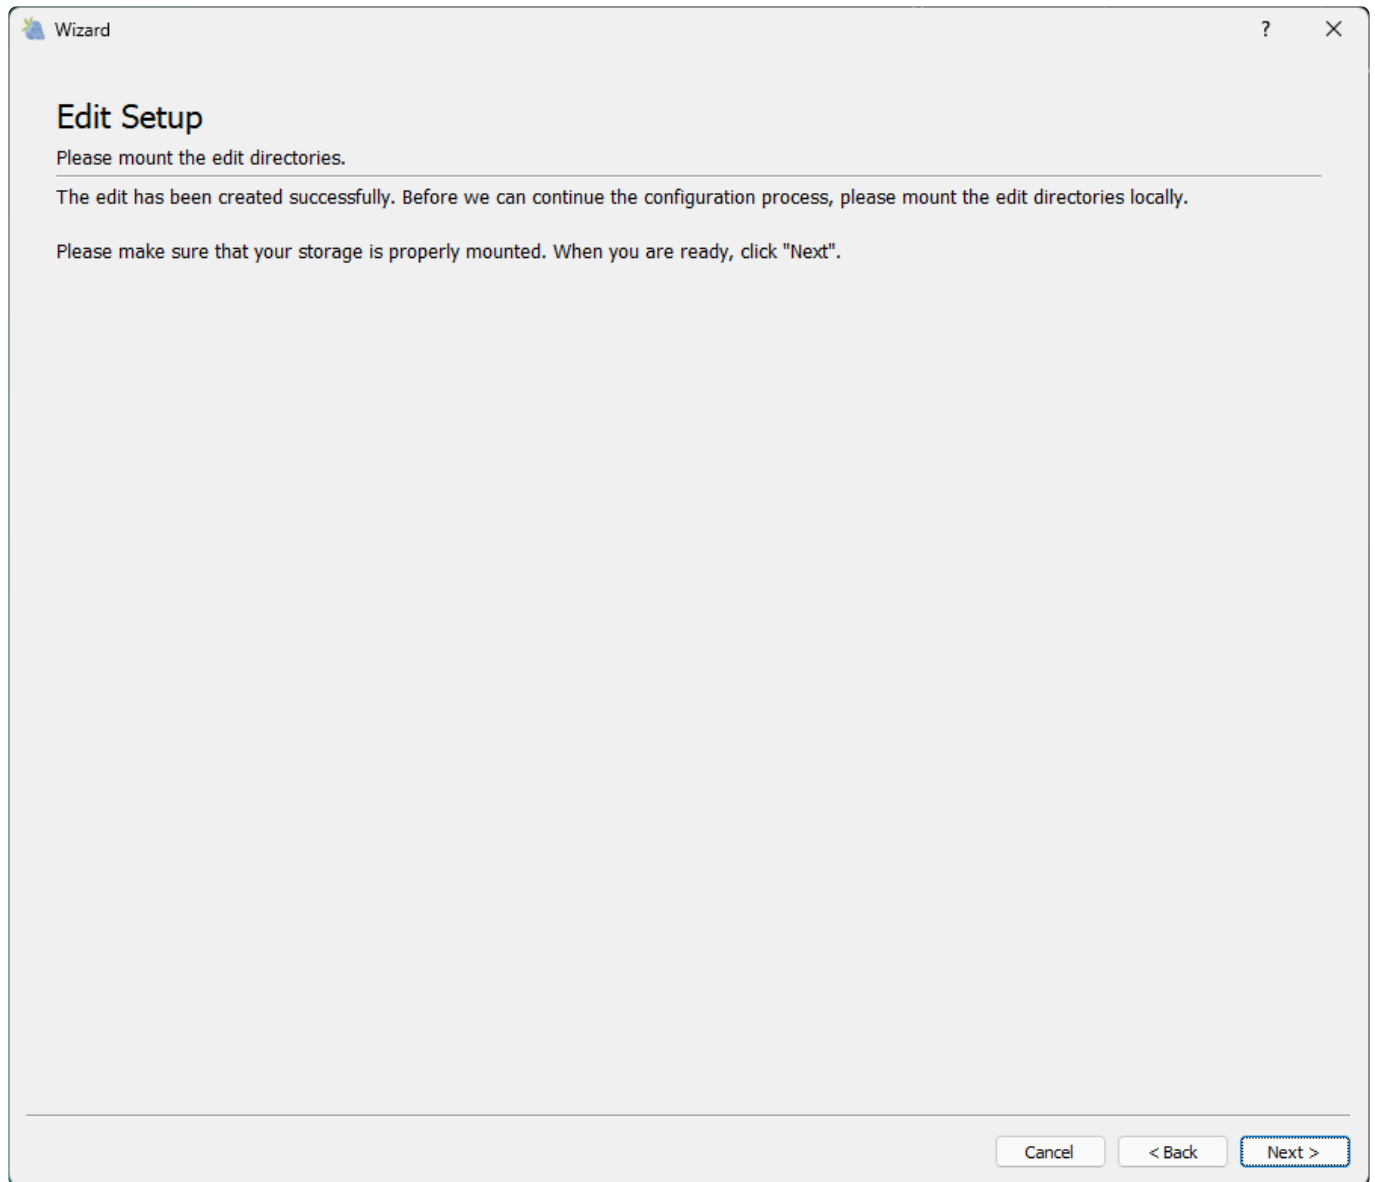 Wizard
?
Edit Setup
Please mount the edit directories.
The edit has been created successfully. Before we can continue the configuration process, please mount the edit directories locally.
Please make sure that your storage is properly mounted. When you are ready, click "Next".
Cancel
< Back
Next >